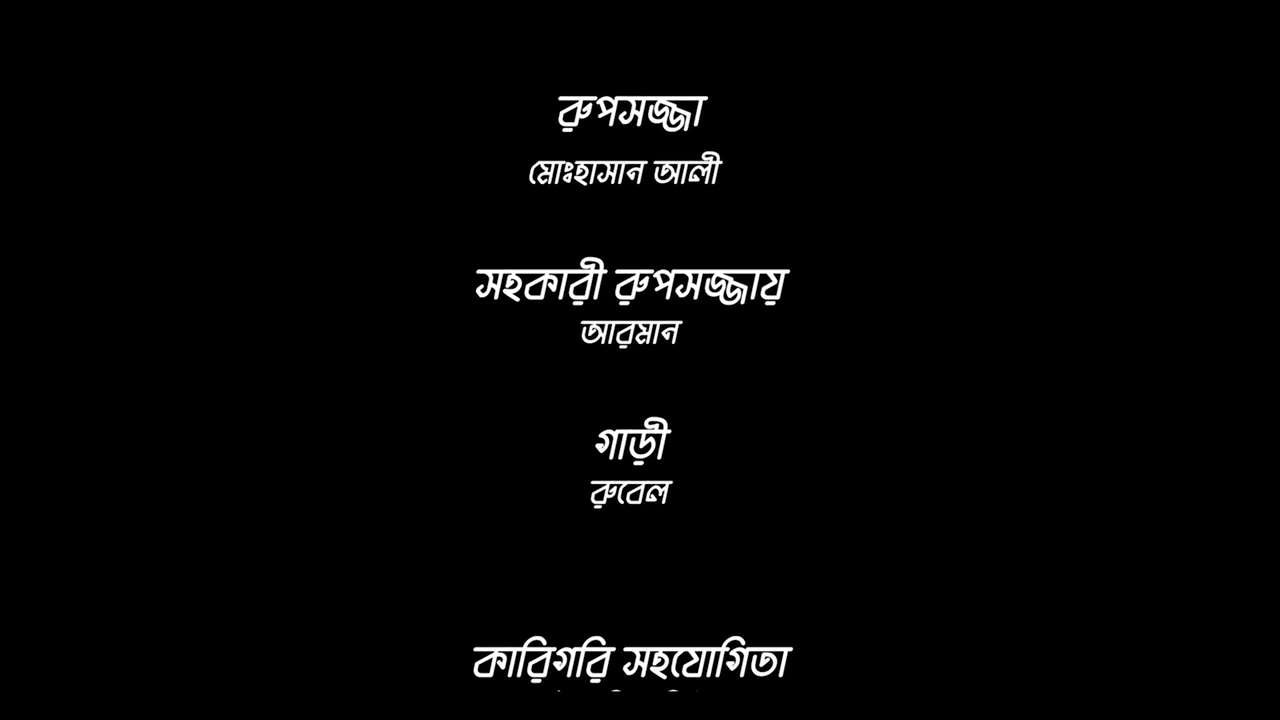 রুপসজ্জা
মোঃহাসান আলী
সহকারী রুপসজ্জায়
আরমান
গাড়ী
রুবেল
কারিগরি সহযোগিতা